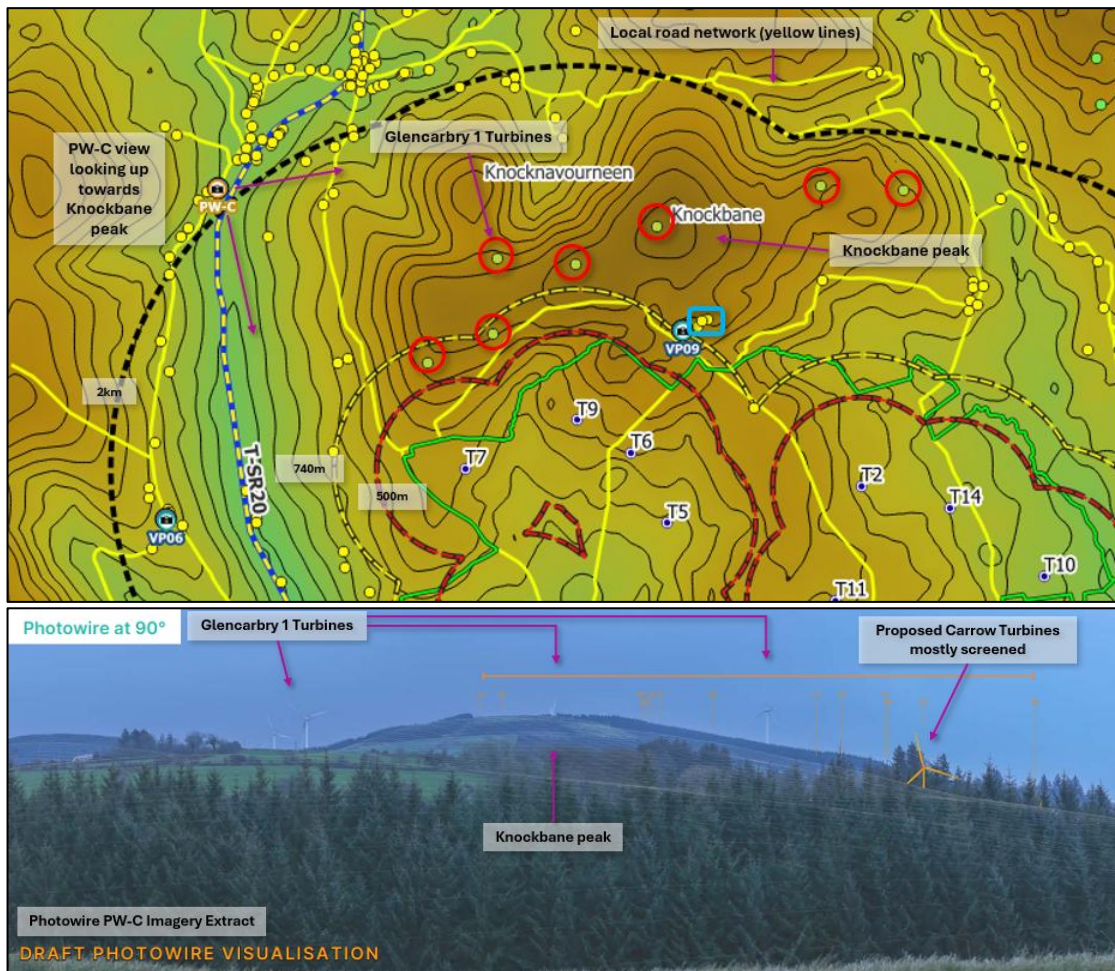 Local road network (yellow lines)
Glencarbry 1 Turbines
PW-C view
looking up
towards
Knockbane
peak
Knocknavourneen
PW-C
Knockbane
Knockbane peak
VP09
2km
T9
T6
T7
740m
T-SR20
500m
T2
T14
T5
VP06
T10
T11
Photowire at 90°
Glencarbry 1 Turbines
Proposed Carrow Turbines
mostly screened
Knockbane peak
Photowire PW-C Imagery Extract
DRAFT PHOTOWIRE VISUALISATION